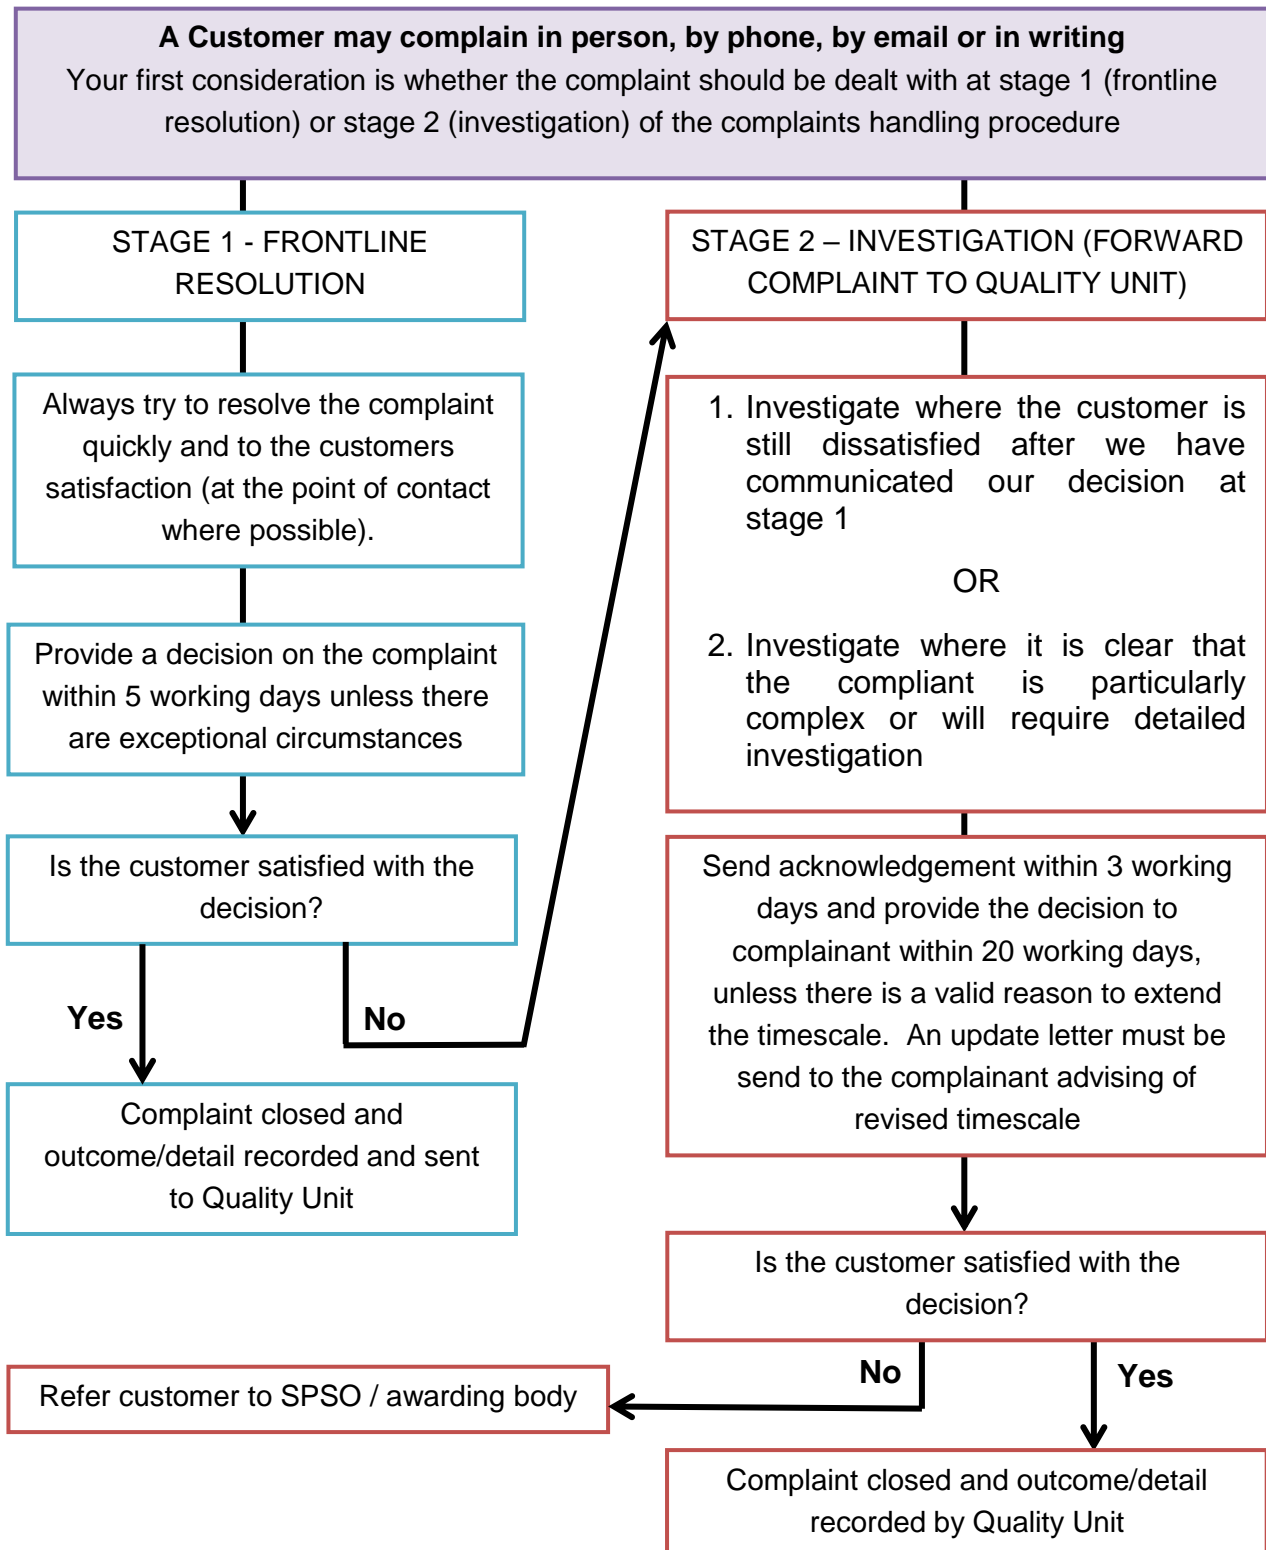 A Customer may complain in person, by phone, by email or in writing
Your first consideration is whether the complaint should be dealt with at stage 1 (frontline
resolution) or stage 2 (investigation) of the complaints handling procedure
STAGE 1 - FRONTLINE
RESOLUTION
Always try to resolve the complaint
quickly and to the customers
satisfaction (at the point of contact
where possible).
Provide a decision on the complaint
within 5 working days unless there
are exceptional circumstances
Is the customer satisfied with the
decision?
Yes
No
Complaint closed and
outcome/detail recorded and sent
to Quality Unit
STAGE 2 – INVESTIGATION (FORWARD
COMPLAINT TO QUALITY UNIT)
1. Investigate where the customer is
still dissatisfied after we have
communicated our decision at
stage 1
OR
2. Investigate where it is clear that
the compliant is particularly
complex or will require detailed
investigation
Send acknowledgement within 3 working
days and provide the decision to
complainant within 20 working days,
unless there is a valid reason to extend
the timescale.  An update letter must be
send to the complainant advising of
revised timescale
Is the customer satisfied with the
decision?
No
Yes
Refer customer to SPSO / awarding body
Complaint closed and outcome/detail
recorded by Quality Unit